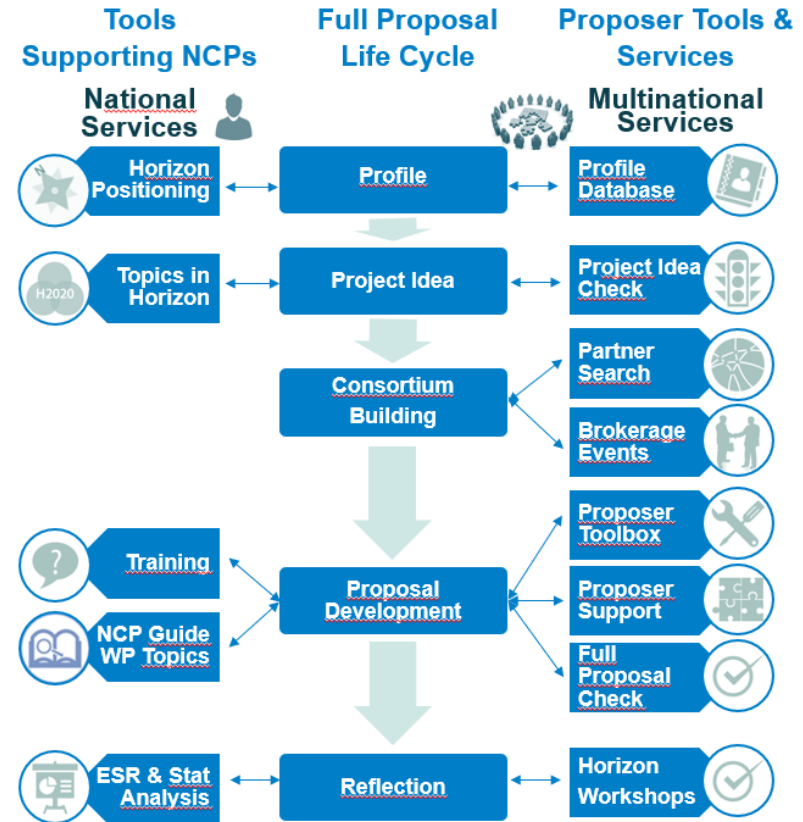 Tools
Supporting NCPs
Full Proposal
Life Cycle
Proposer Tools &
Services
National
Services
Multinational
Services
N
Horizon
Positioning
Profile
Profile
Database
H2020
Topics in
Horizon
Project Idea
Project Idea
Check
Consortium
Building
Partner
Search
Brokerage
Events
?
Training
NCP Guide
WP Topics
Proposal
Development
Proposer
Toolbox
Proposer
Support
Full
Proposal
Check
ESR & Stat
Analysis
Reflection
Horizon
Workshops